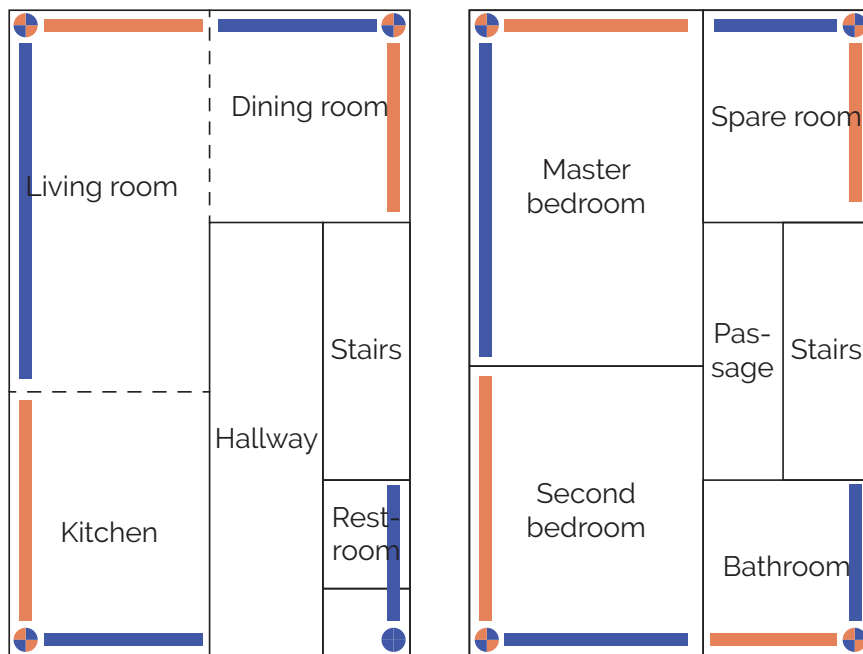 Dining room
Living room
Stairs
Hallway
Rest-
room
Kitchen
Spare room
Master
bedroom
Pas-
sage
Stairs
Second
bedroom
Bathroom